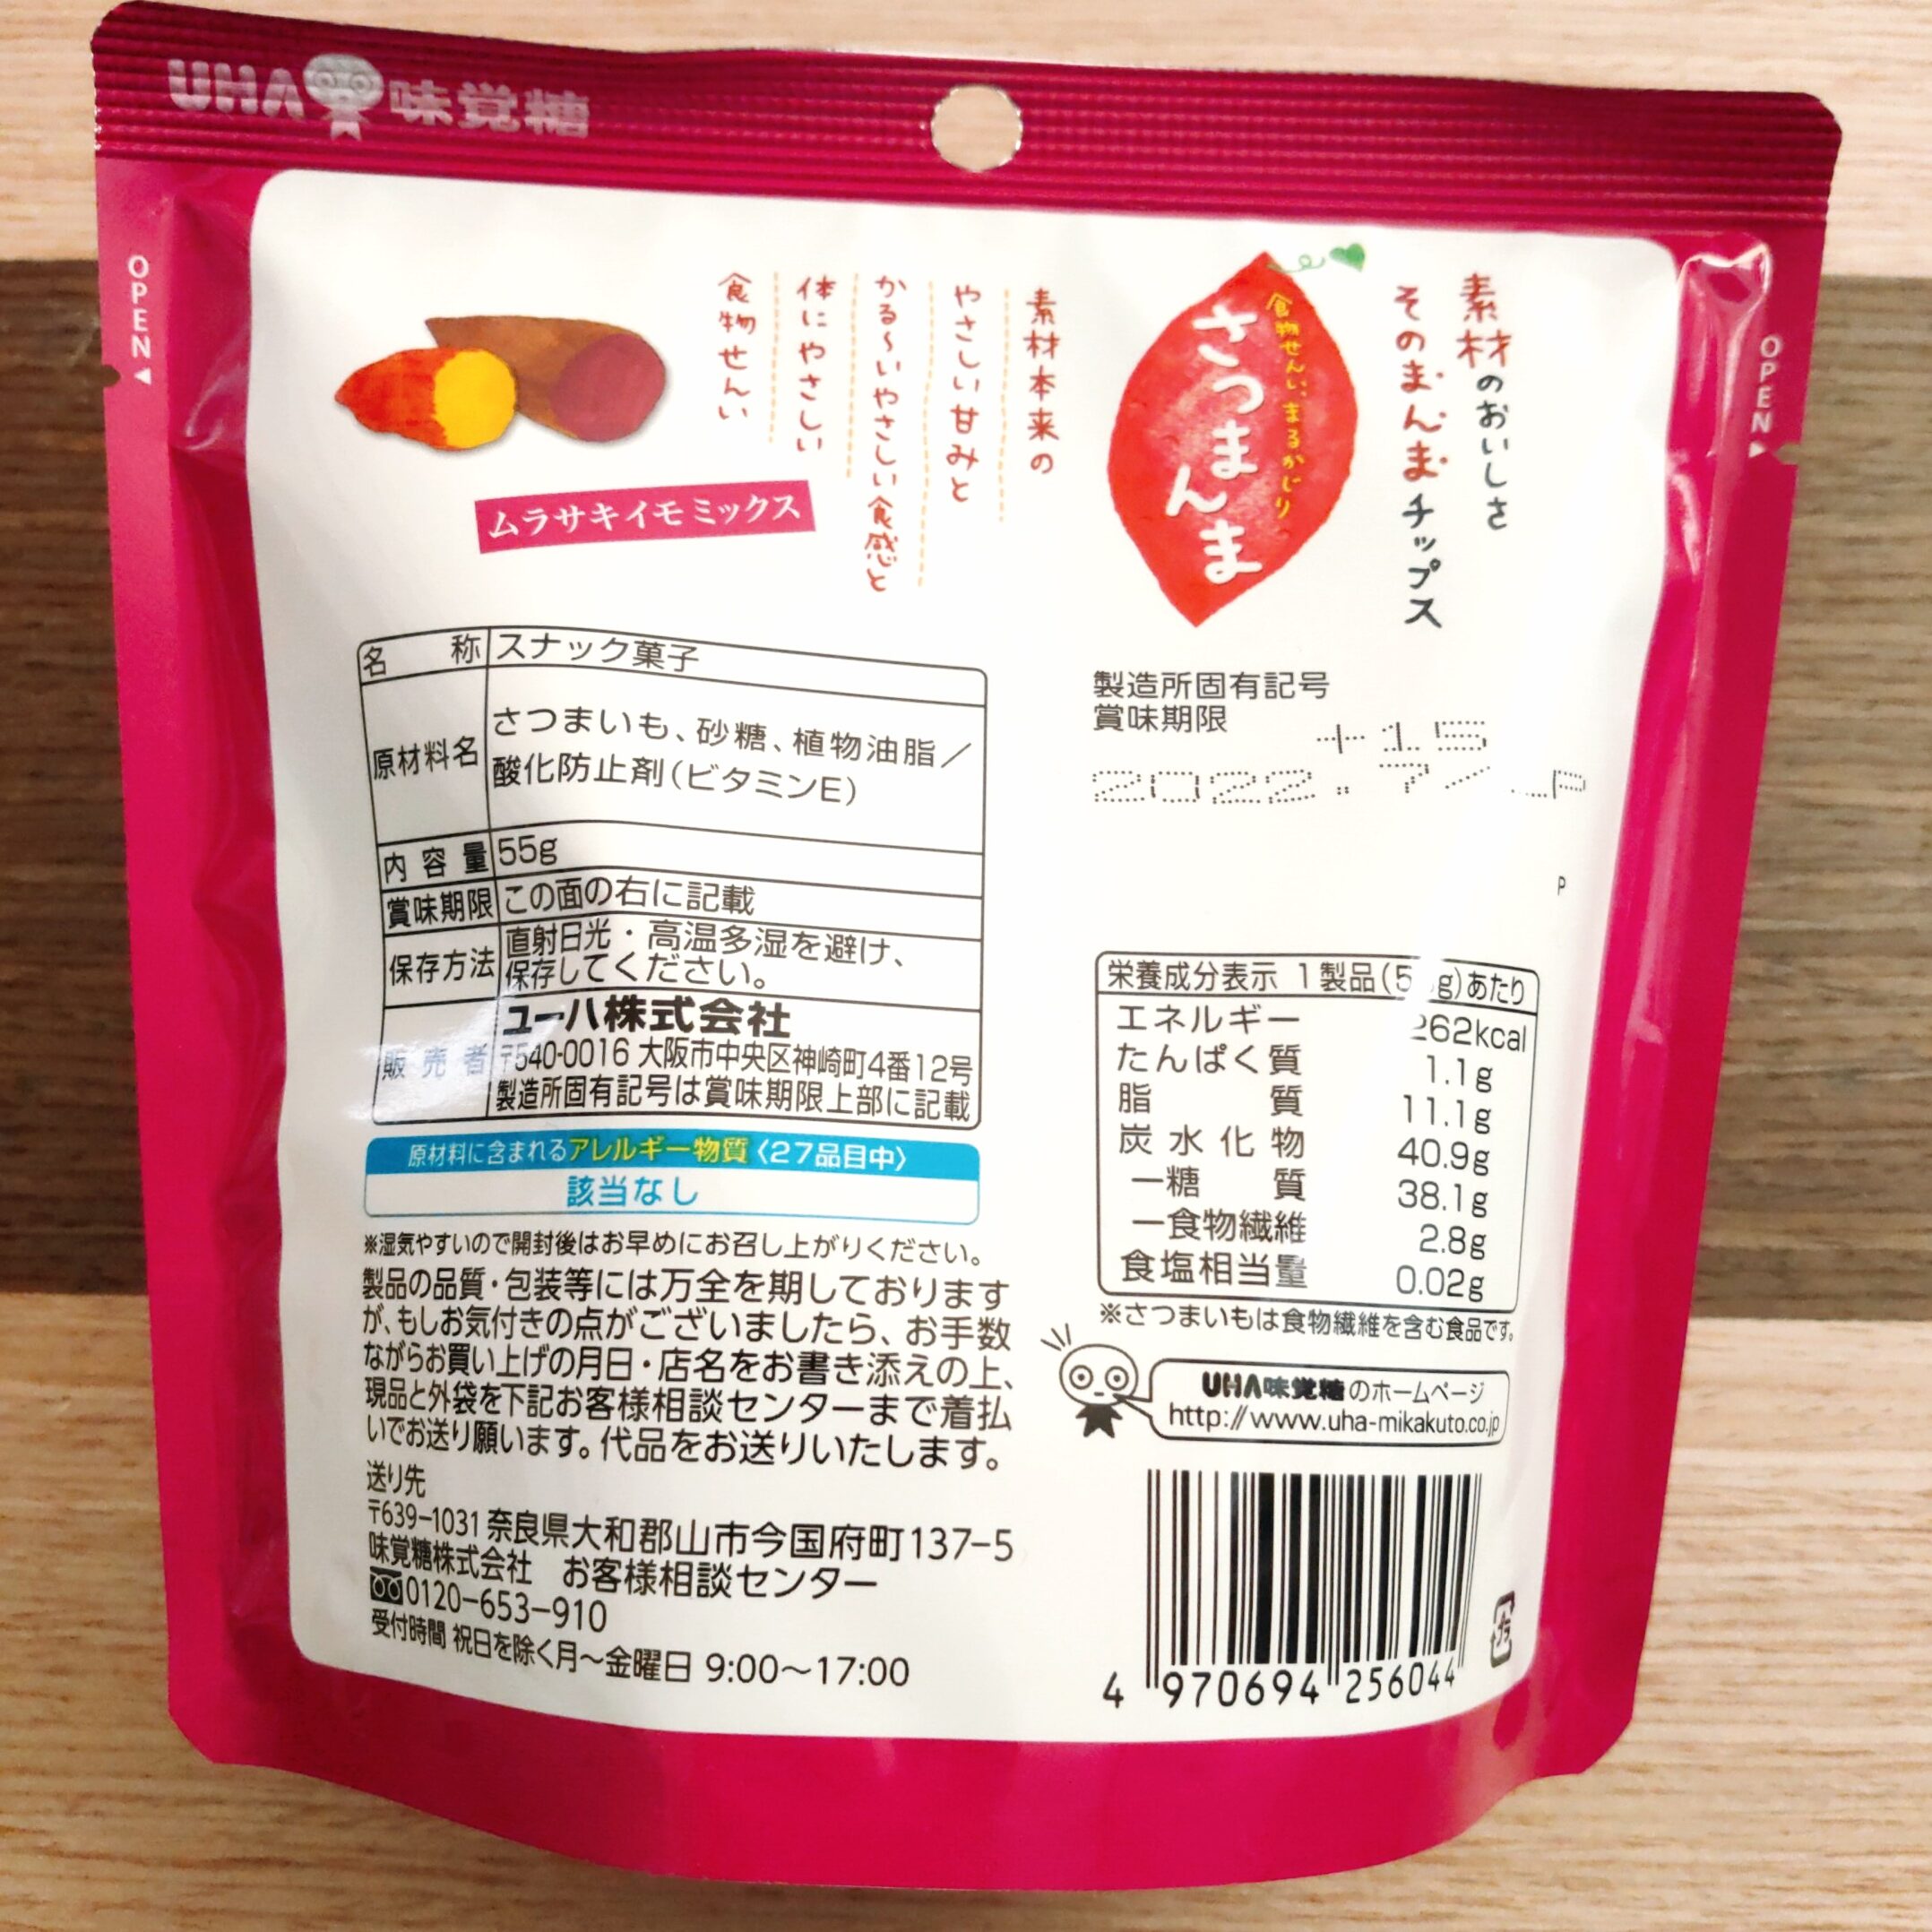 UHA味覚糖
OPEN
OPEN
素材のおいしさ
そのまんまチップス
食物せんい、まるかじり
さつまんま
素材本来の
やさしい甘みと
かる〜いやさしい食感と
体にやさしい
食物せんい
ムラサキイモミックス
名称 スナック菓子
原材料名 さつまいも、砂糖、植物油脂／
酸化防止剤(ビタミンE)
内容量 55g
賞味期限 この面の右に記載
保存方法 直射日光・高温多湿を避け、
保存してください。
販売者 ユーハ株式会社
〒540-0016 大阪市中央区神崎町4番12号
製造所固有記号は賞味期限上部に記載
原材料に含まれるアレルギー物質〈27品目中〉
該当なし
※湿気やすいので開封後はお早めにお召し上がりください。
製品の品質・包装等には万全を期しております
が、もしお気付きの点がございましたら、お手数
ながらお買い上げの月日・店名をお書き添えの上、
現品と外袋を下記お客様相談センターまで着払
いでお送り願います。代品をお送りいたします。
送り先
〒639-1031 奈良県大和郡山市今国府町137-5
味覚糖株式会社 お客様相談センター
0120-653-910
受付時間 祝日を除く月〜金曜日 9:00〜17:00
製造所固有記号
賞味期限
+15
2022. 7/
P
栄養成分表示 1製品(5 g)あたり
エネルギー 262kcal
たんぱく質 1.1g
脂質 11.1g
炭水化物 40.9g
－糖質 38.1g
－食物繊維 2.8g
食塩相当量 0.02g
※さつまいもは食物繊維を含む食品です。
UHA味覚糖のホームページ
http://www.uha-mikakuto.co.jp
4 970694 256044
プラ